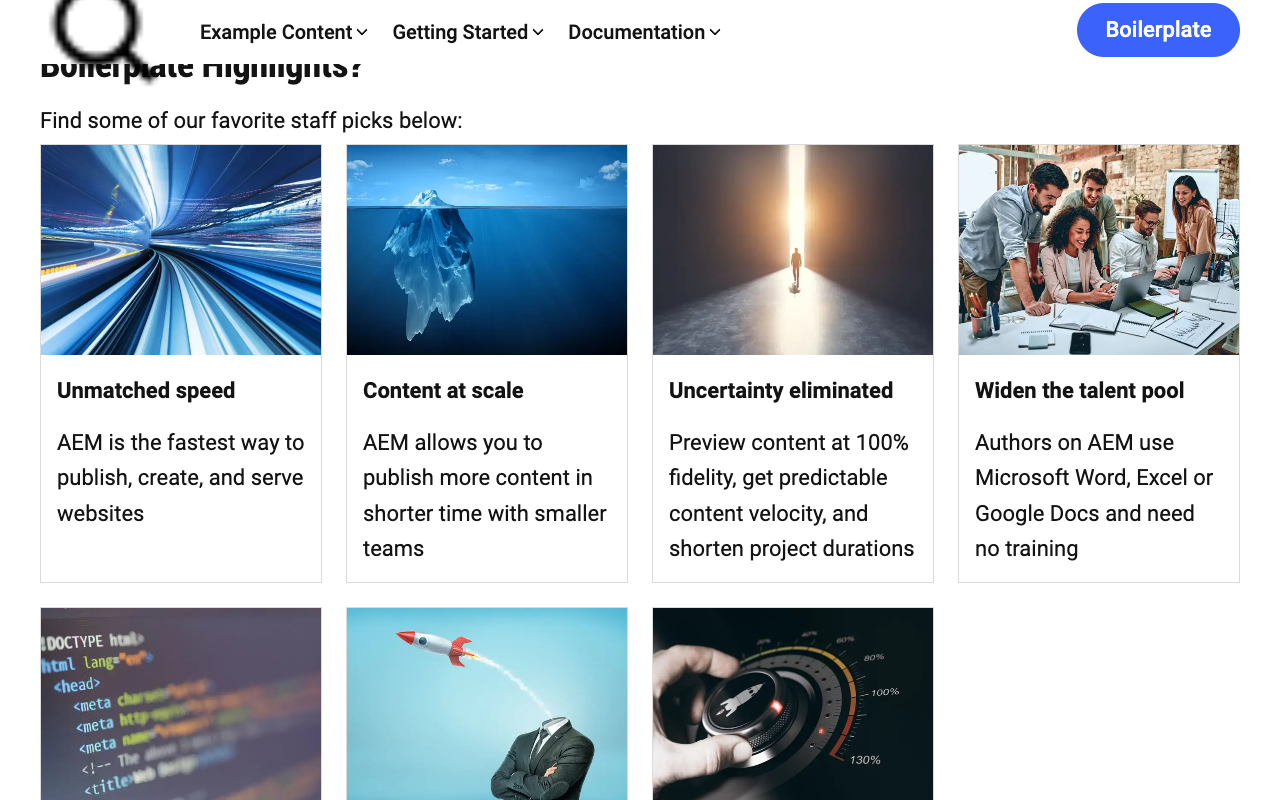 Example Content
Getting Started
Documentation
Boilerplate
Boilerplate Highlights?
Find some of our favorite staff picks below:
Unmatched speed
AEM is the fastest way to
publish, create, and serve
websites
Content at scale
AEM allows you to
publish more content in
shorter time with smaller
teams
Uncertainty eliminated
Preview content at 100%
fidelity, get predictable
content velocity, and
shorten project durations
Widen the talent pool
Authors on AEM use
Microsoft Word, Excel or
Google Docs and need
no training
!DOCTYPE html>
html lang="en">
<head>
<meta
<meta
<meta name=
<!-- The above
<title>Web Design
40%
60%
80%
100%
130%